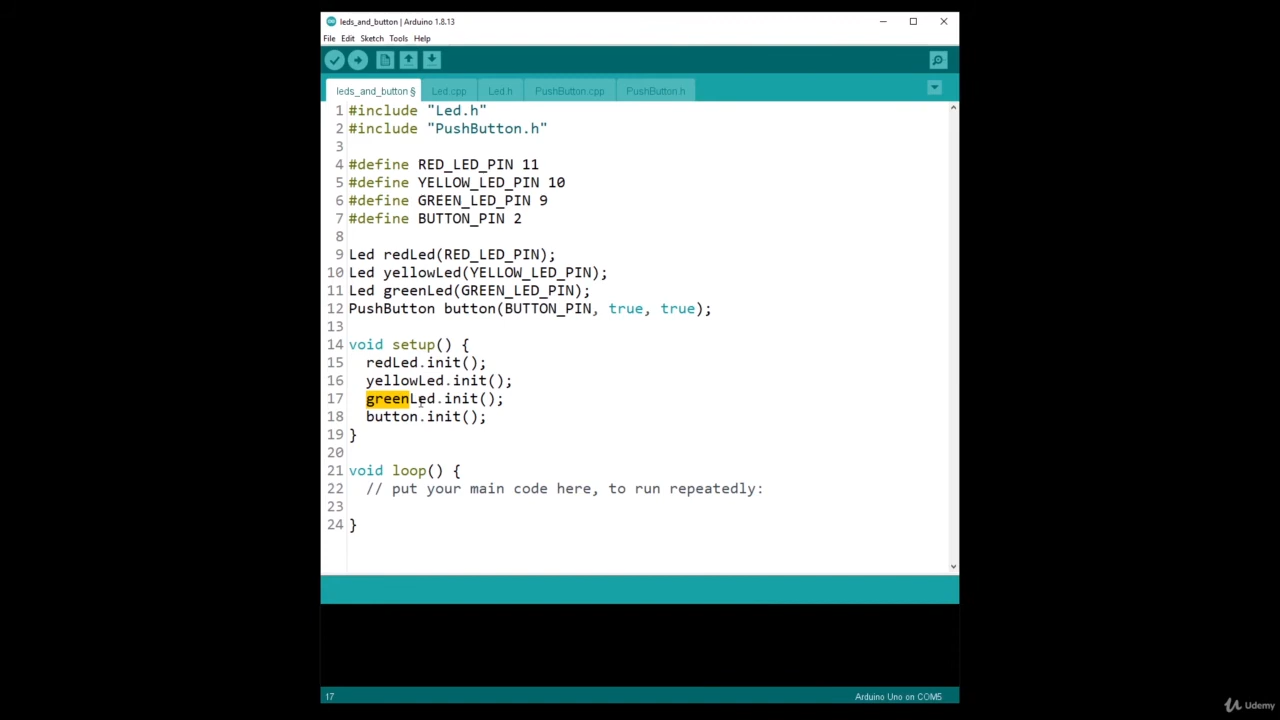 leds_and_button | Arduino 1.8.13
File Edit Sketch Tools Help
leds_and_button § Led.cpp Led.h PushButton.cpp PushButton.h
1 #include "Led.h"
2 #include "PushButton.h"
3
4 #define RED_LED_PIN 11
5 #define YELLOW_LED_PIN 10
6 #define GREEN_LED_PIN 9
7 #define BUTTON_PIN 2
8
9 Led redLed(RED_LED_PIN);
10 Led yellowLed(YELLOW_LED_PIN);
11 Led greenLed(GREEN_LED_PIN);
12 PushButton button(BUTTON_PIN, true, true);
13
14 void setup() {
15   redLed.init();
16   yellowLed.init();
17   greenLed.init();
18   button.init();
19 }
20
21 void loop() {
22   // put your main code here, to run repeatedly:
23
24 }
17 Arduino Uno on COM5
Udemy